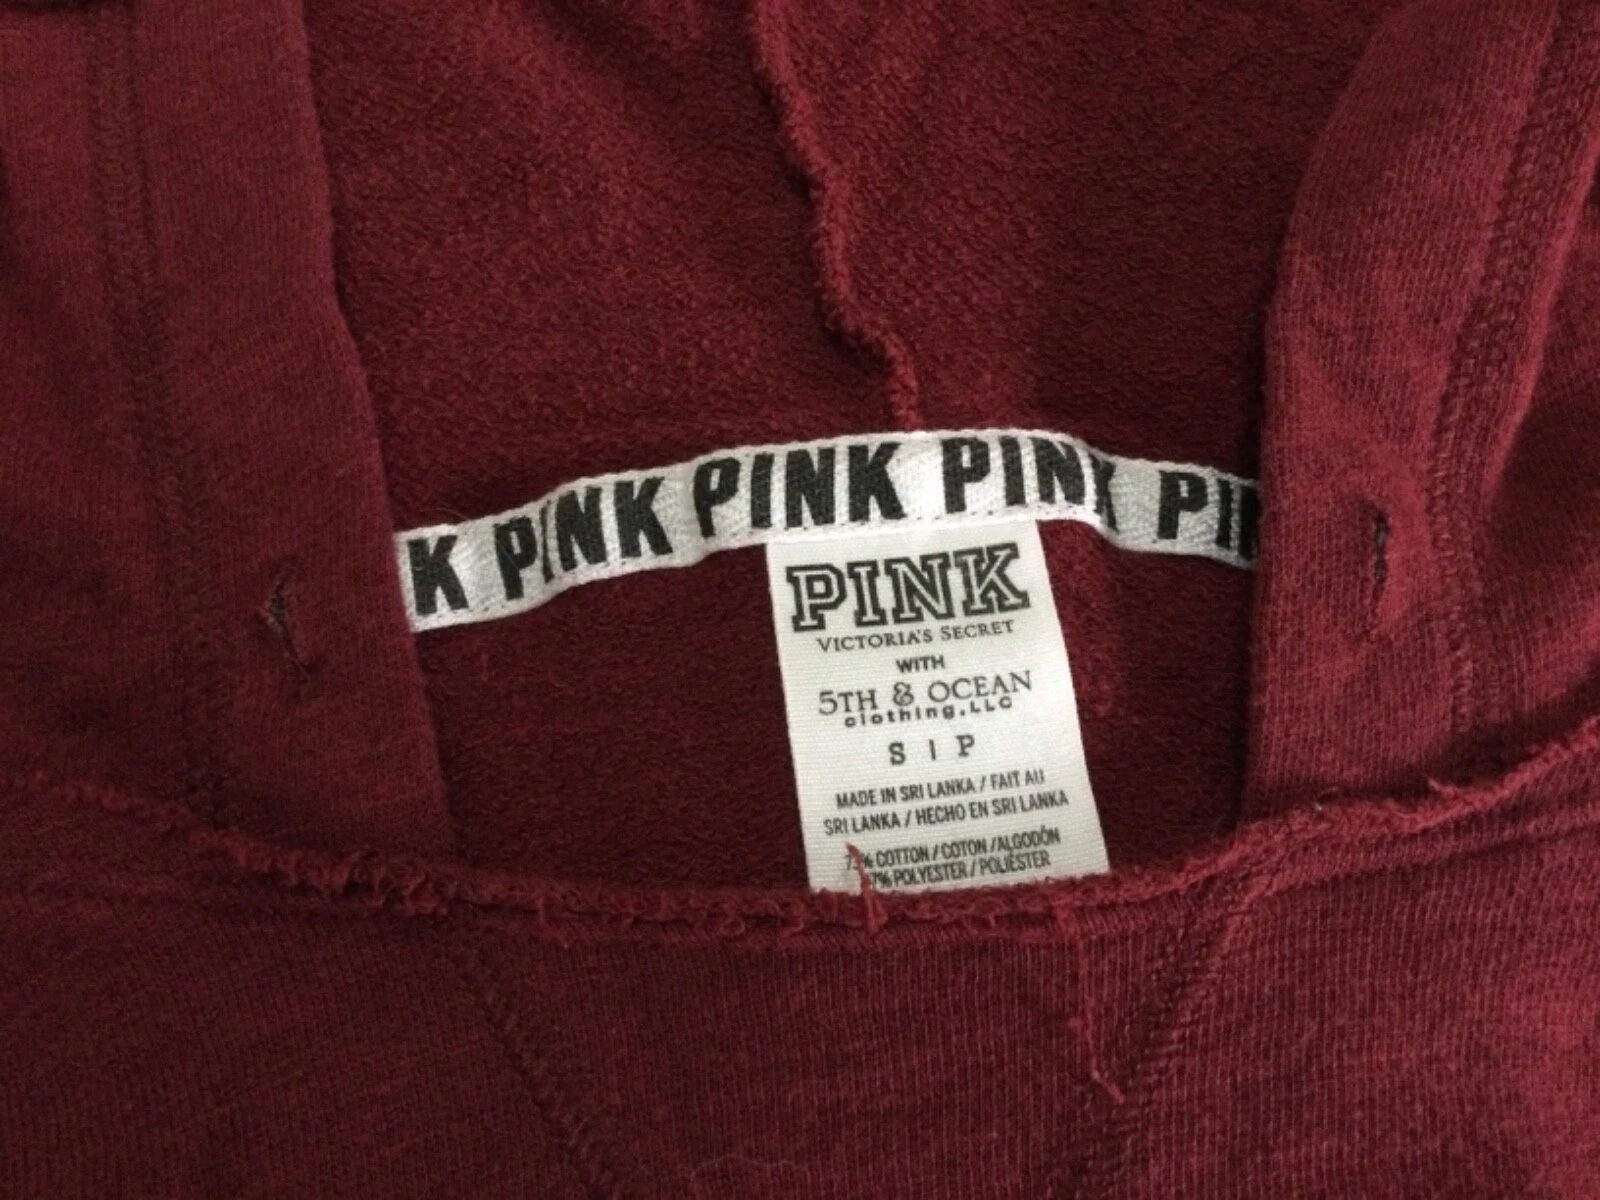 K PINK PINK PINK PIN
PINK
VICTORIA'S SECRET
WITH
5TH & OCEAN
clothing,LLC
S | P
MADE IN SRI LANKA / FAIT AU
SRI LANKA / HECHO EN SRI LANKA
COTTON / COTON / ALGODÓN
POLYESTER / POLIÉSTER